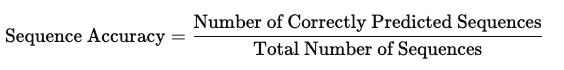 Sequence Accuracy = Number of Correctly Predicted Sequences / Total Number of Sequences